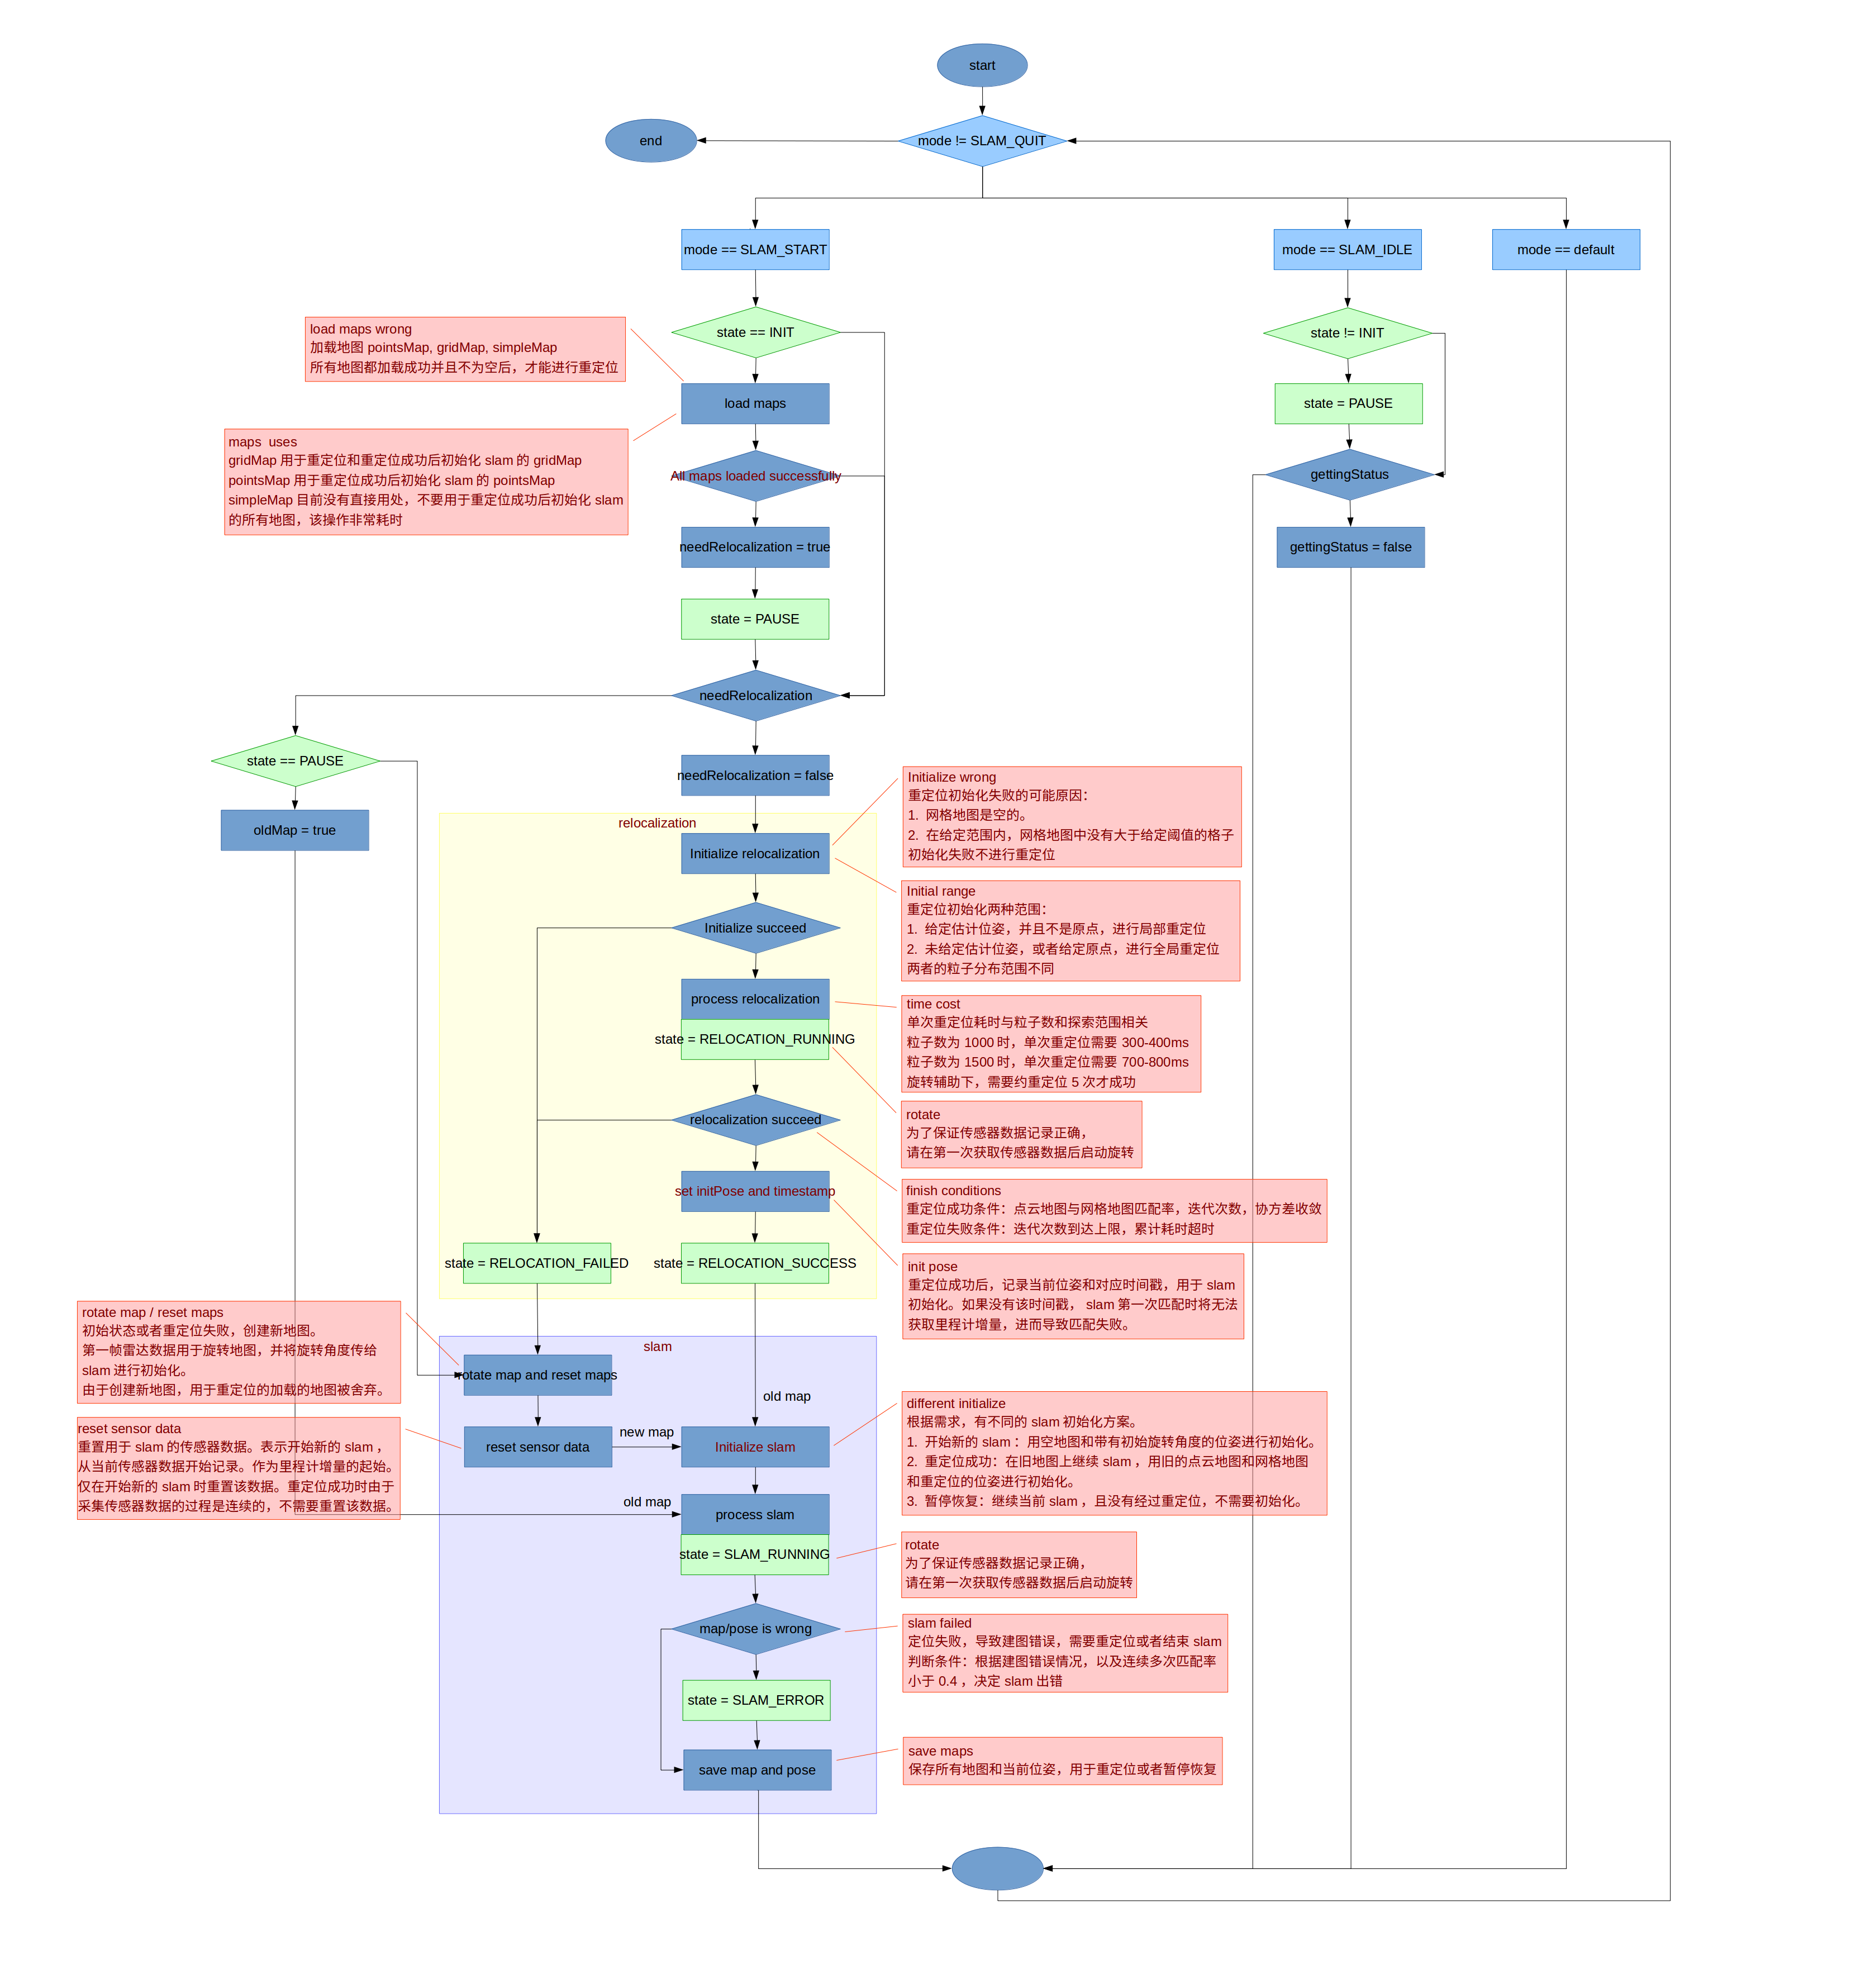 start
end
mode != SLAM_QUIT
mode == SLAM_START
mode == SLAM_IDLE
mode == default
state == INIT
state != INIT
load maps wrong
加载地图 pointsMap, gridMap, simpleMap
所有地图都加载成功并且不为空后，才能进行重定位
load maps
state = PAUSE
maps uses
gridMap 用于重定位和重定位成功后初始化 slam 的 gridMap
pointsMap 用于重定位成功后初始化 slam 的 pointsMap
simpleMap 目前没有直接用处，不要用于重定位成功后初始化 slam
的所有地图，该操作非常耗时
All maps loaded successfully
gettingStatus
needRelocalization = true
gettingStatus = false
state = PAUSE
needRelocalization
state == PAUSE
oldMap = true
needRelocalization = false
relocalization
Initialize relocalization
Initialize wrong
重定位初始化失败的可能原因：
1. 网格地图是空的。
2. 在给定范围内，网格地图中没有大于给定阈值的格子
初始化失败不进行重定位
Initial range
重定位初始化两种范围：
1. 给定估计位姿，并且不是原点，进行局部重定位
2. 未给定估计位姿，或者给定原点，进行全局重定位
两者的粒子分布范围不同
Initialize succeed
process relocalization
state = RELOCATION_RUNNING
time cost
单次重定位耗时与粒子数和探索范围相关
粒子数为 1000 时，单次重定位需要 300-400ms
粒子数为 1500 时，单次重定位需要 700-800ms
旋转辅助下，需要约重定位 5 次才成功
relocalization succeed
rotate
为了保证传感器数据记录正确，
请在第一次获取传感器数据后启动旋转
set initPose and timestamp
finish conditions
重定位成功条件：点云地图与网格地图匹配率，迭代次数，协方差收敛
重定位失败条件：迭代次数到达上限，累计耗时超时
state = RELOCATION_FAILED
state = RELOCATION_SUCCESS
init pose
重定位成功后，记录当前位姿和对应时间戳，用于 slam
初始化。如果没有该时间戳， slam 第一次匹配时将无法
获取里程计增量，进而导致匹配失败。
rotate map / reset maps
初始状态或者重定位失败，创建新地图。
第一帧雷达数据用于旋转地图，并将旋转角度传给
slam 进行初始化。
由于创建新地图，用于重定位的加载的地图被舍弃。
slam
rotate map and reset maps
old map
reset sensor data
重置用于 slam 的传感器数据。表示开始新的 slam ，
从当前传感器数据开始记录。作为里程计增量的起始。
仅在开始新的 slam 时重置该数据。重定位成功时由于
采集传感器数据的过程是连续的，不需要重置该数据。
reset sensor data
new map
Initialize slam
different initialize
根据需求，有不同的 slam 初始化方案。
1. 开始新的 slam ：用空地图和带有初始旋转角度的位姿进行初始化。
2. 重定位成功：在旧地图上继续 slam ，用旧的点云地图和网格地图
和重定位的位姿进行初始化。
3. 暂停恢复：继续当前 slam ，且没有经过重定位，不需要初始化。
old map
process slam
state = SLAM_RUNNING
rotate
为了保证传感器数据记录正确，
请在第一次获取传感器数据后启动旋转
map/pose is wrong
slam failed
定位失败，导致建图错误，需要重定位或者结束 slam
判断条件：根据建图错误情况，以及连续多次匹配率
小于 0.4 ，决定 slam 出错
state = SLAM_ERROR
save map and pose
save maps
保存所有地图和当前位姿，用于重定位或者暂停恢复